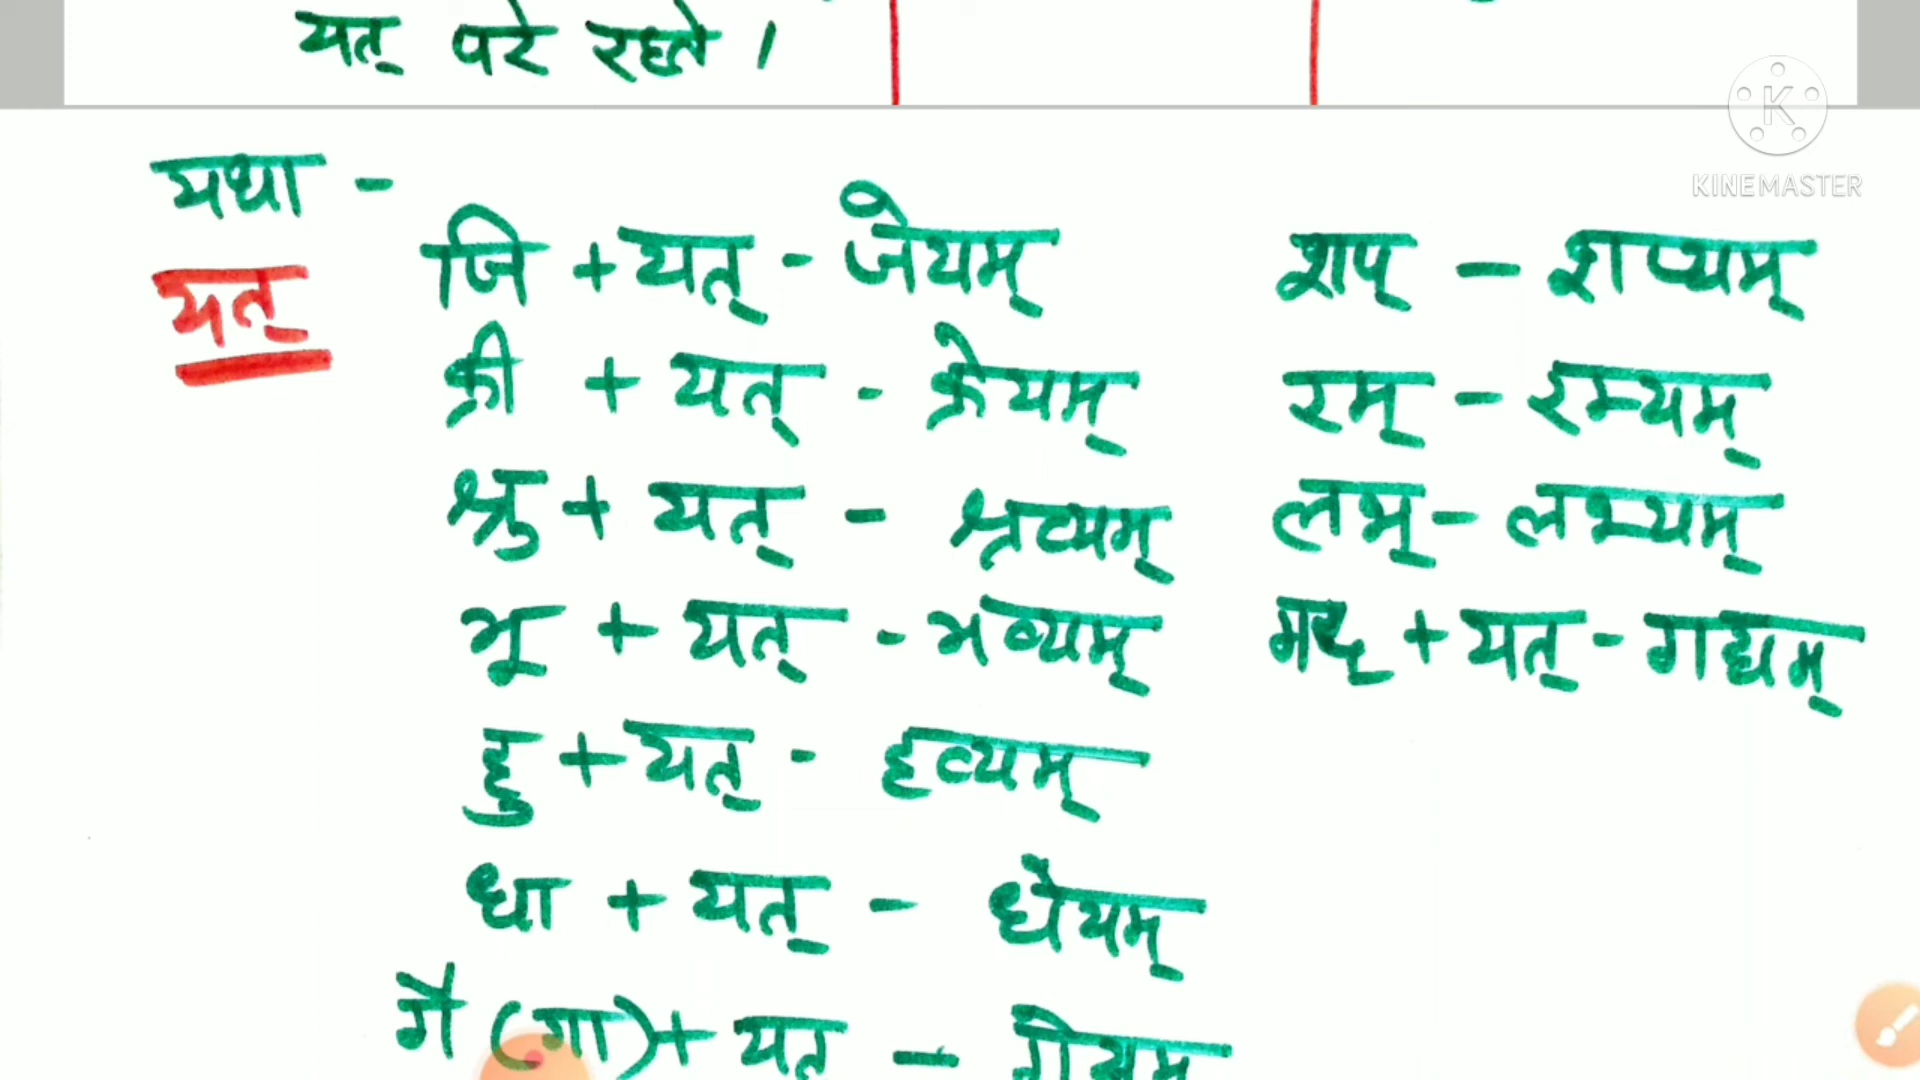 यत् परे रहते।
KINEMASTER
यथा -
यत्
जि + यत् - जेयम्
क्री + यत् - क्रेयम्
श्रु + यत् - श्रव्यम्
भू + यत् - भव्यम्
हु + यत् - हव्यम्
धा + यत् - धेयम्
गै (गा) + यत् - गेयम्
शप् - शप्यम्
रम् - रम्यम्
लभ् - लभ्यम्
गद् + यत् - गद्यम्